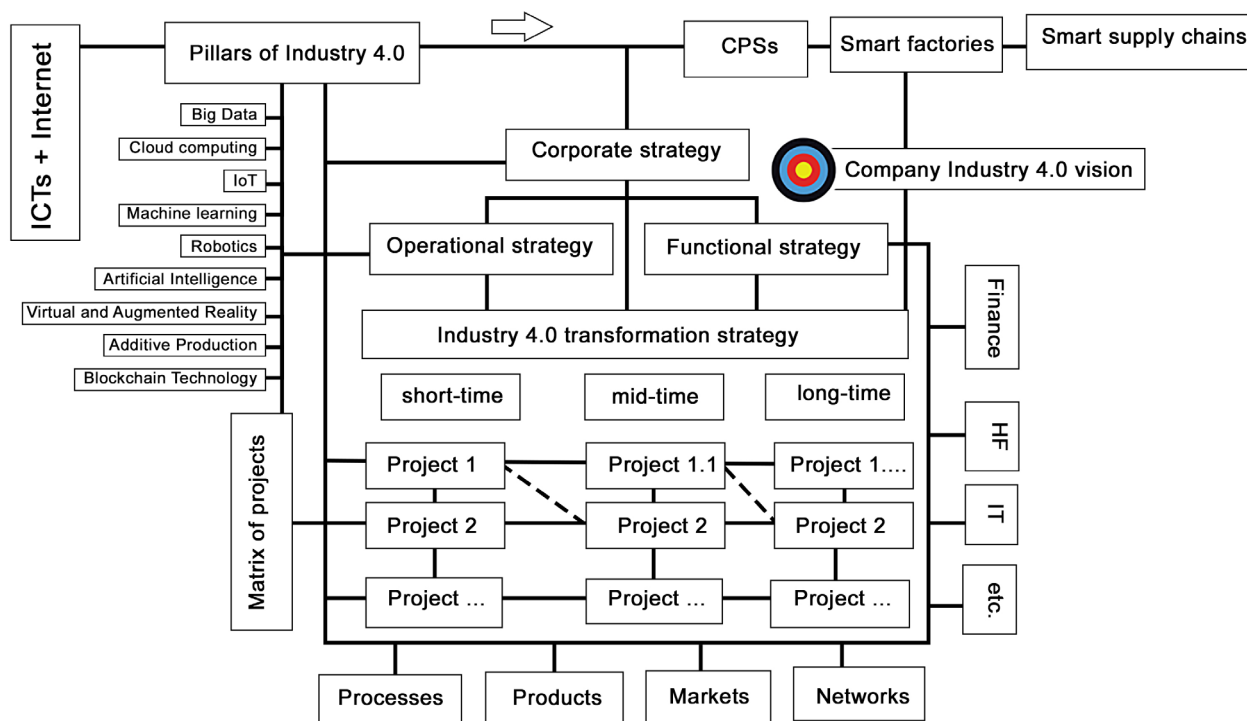 ICTs + Internet
Pillars of Industry 4.0
CPSs
Smart factories
Smart supply chains
Big Data
Cloud computing
IoT
Machine learning
Robotics
Artificial Intelligence
Virtual and Augmented Reality
Additive Production
Blockchain Technology
Corporate strategy
Company Industry 4.0 vision
Operational strategy
Functional strategy
Industry 4.0 transformation strategy
short-time
mid-time
long-time
Matrix of projects
Project 1
Project 1.1
Project 1....
Project 2
Project 2
Project 2
Project ...
Project ...
Project ...
Finance
HF
IT
etc.
Processes
Products
Markets
Networks